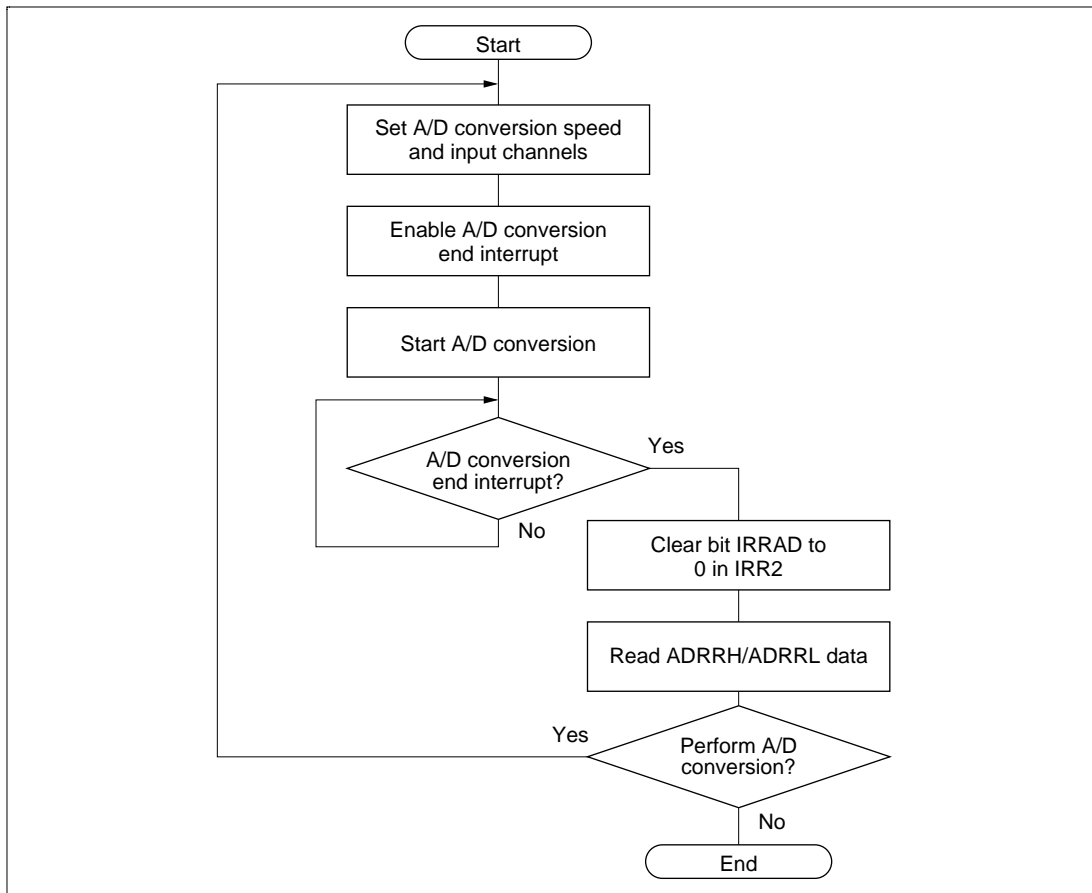 Start
Set A/D conversion speed
and input channels
Enable A/D conversion
end interrupt
Start A/D conversion
A/D conversion
end interrupt?
Yes
No
Clear bit IRRAD to
0 in IRR2
Read ADRRH/ADRRL data
Yes
Perform A/D
conversion?
No
End